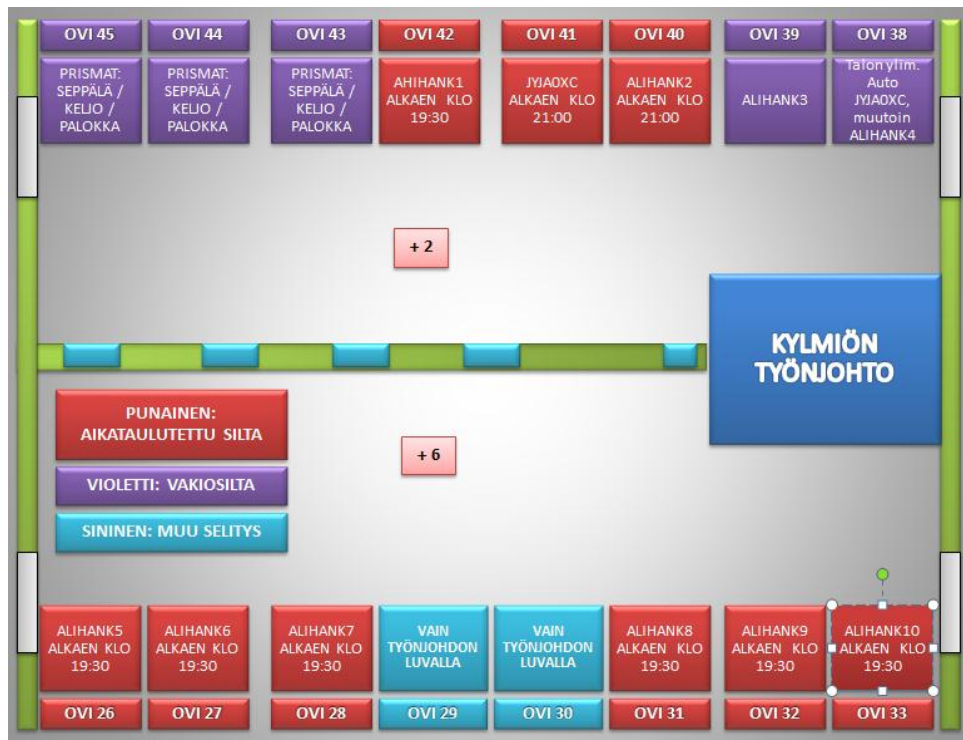 OVI 45
OVI 44
OVI 43
OVI 42
OVI 41
OVI 40
OVI 39
OVI 38
PRISMAT:
SEPPÄLÄ /
KELJO /
PALOKKA
PRISMAT:
SEPPÄLÄ /
KELJO /
PALOKKA
PRISMAT:
SEPPÄLÄ /
KELJO /
PALOKKA
AHIHANK1
ALKAEN KLO
19:30
JYJA0XC
ALKAEN KLO
21:00
ALIHANK2
ALKAEN KLO
21:00
ALIHANK3
Talon ylim.
Auto
JYJA0XC,
muutoin
ALIHANK4
+ 2
KYLMIÖN
TYÖNJOHTO
PUNAINEN:
AIKATAULUTETTU SILTA
+ 6
VIOLETTI: VAKIOSILTA
SININEN: MUU SELITYS
ALIHANK5
ALKAEN KLO
19:30
ALIHANK6
ALKAEN KLO
19:30
ALIHANK7
ALKAEN KLO
19:30
VAIN
TYÖNJOHDON
LUVALLA
VAIN
TYÖNJOHDON
LUVALLA
ALIHANK8
ALKAEN KLO
19:30
ALIHANK9
ALKAEN KLO
19:30
ALIHANK10
ALKAEN KLO
19:30
OVI 26
OVI 27
OVI 28
OVI 29
OVI 30
OVI 31
OVI 32
OVI 33